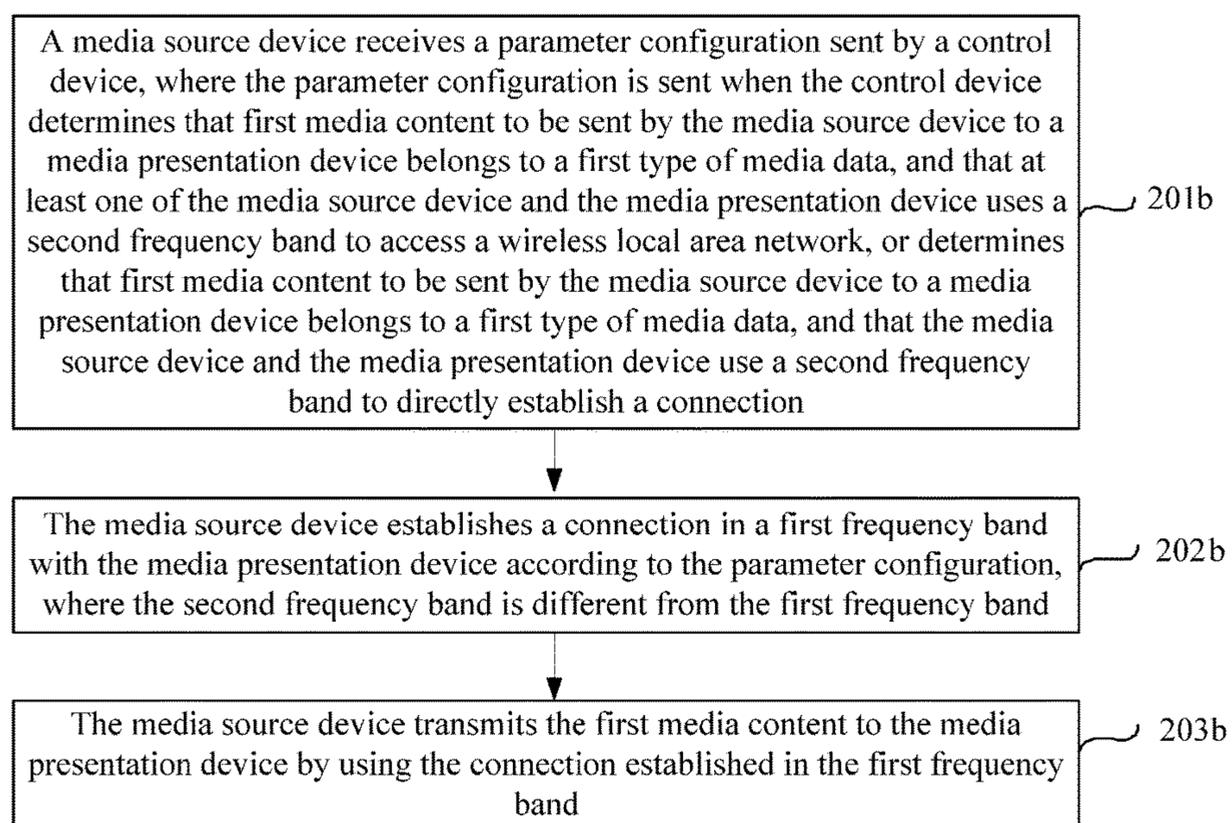 A media source device receives a parameter configuration sent by a control
device, where the parameter configuration is sent when the control device
determines that first media content to be sent by the media source device to a
media presentation device belongs to a first type of media data, and that at
least one of the media source device and the media presentation device uses a
second frequency band to access a wireless local area network, or determines
that first media content to be sent by the media source device to a media
presentation device belongs to a first type of media data, and that the media
source device and the media presentation device use a second frequency
band to directly establish a connection
201b
The media source device establishes a connection in a first frequency band
with the media presentation device according to the parameter configuration,
where the second frequency band is different from the first frequency band
202b
The media source device transmits the first media content to the media
presentation device by using the connection established in the first frequency
band
203b